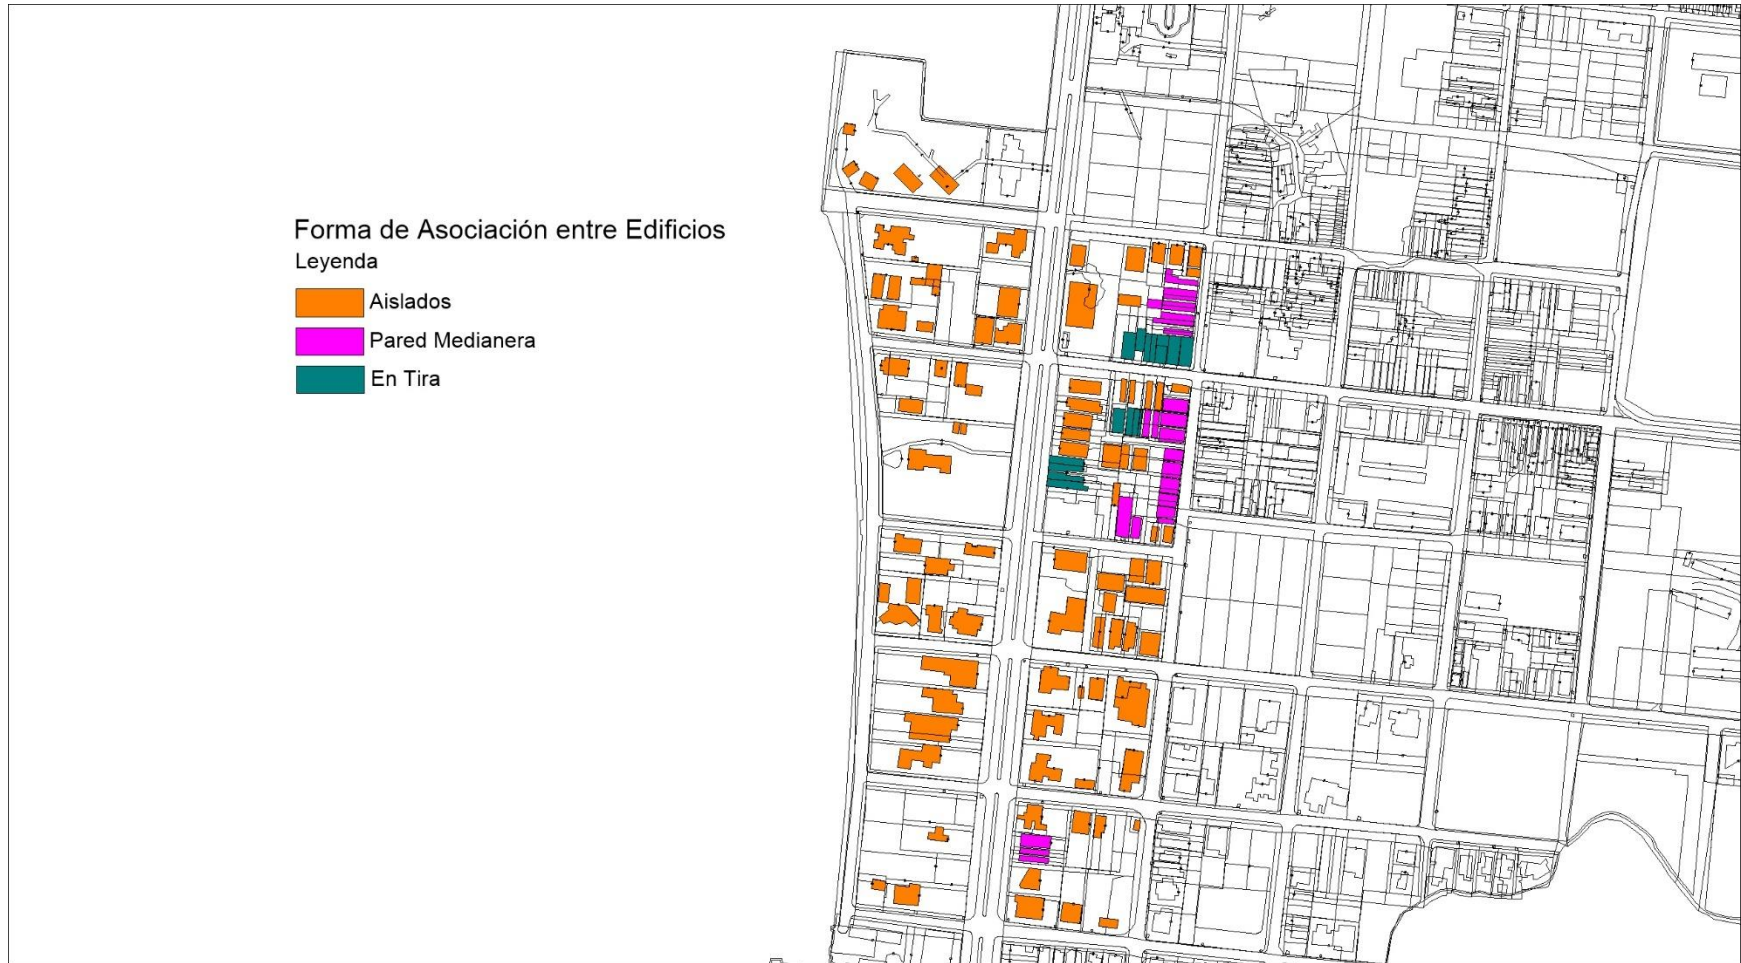 Forma de Asociación entre Edificios
Leyenda
Aislados
Pared Medianera
En Tira